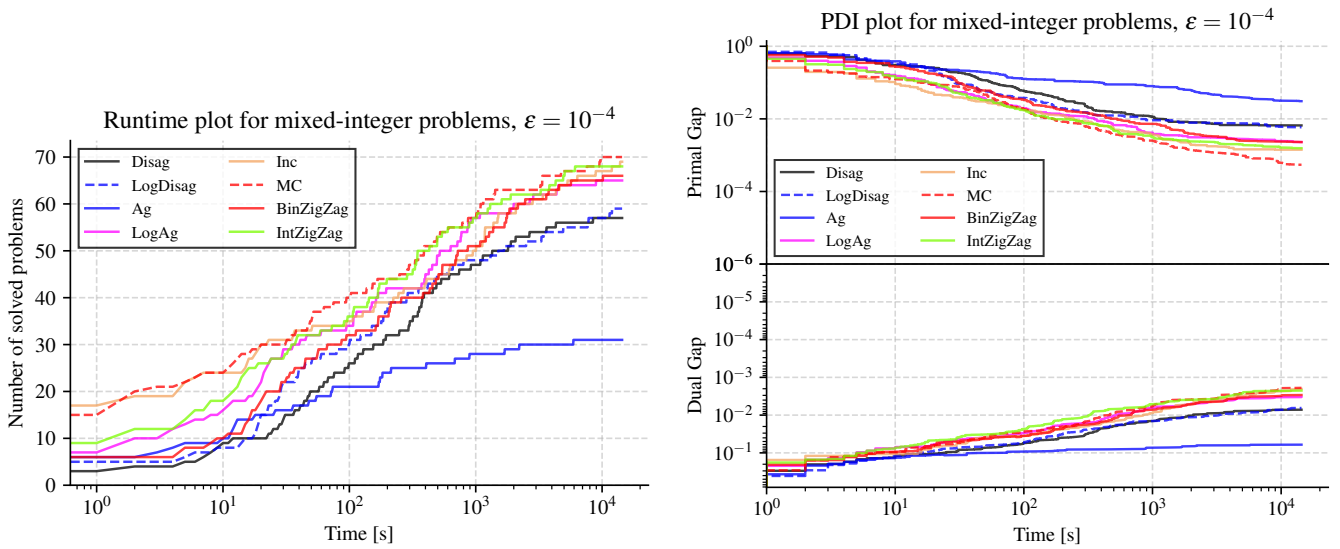 Runtime plot for mixed-integer problems, ε = 10⁻⁴
Number of solved problems
70
60
50
40
30
20
10
0
Disag
LogDisag
Ag
LogAg
Inc
MC
BinZigZag
IntZigZag
10⁰
10¹
10²
10³
10⁴
Time [s]
PDI plot for mixed-integer problems, ε = 10⁻⁴
Primal Gap
10⁰
10⁻²
10⁻⁴
10⁻⁶
Disag
LogDisag
Ag
LogAg
Inc
MC
BinZigZag
IntZigZag
Dual Gap
10⁻⁵
10⁻⁴
10⁻³
10⁻²
10⁻¹
10⁰
10¹
10²
10³
10⁴
Time [s]